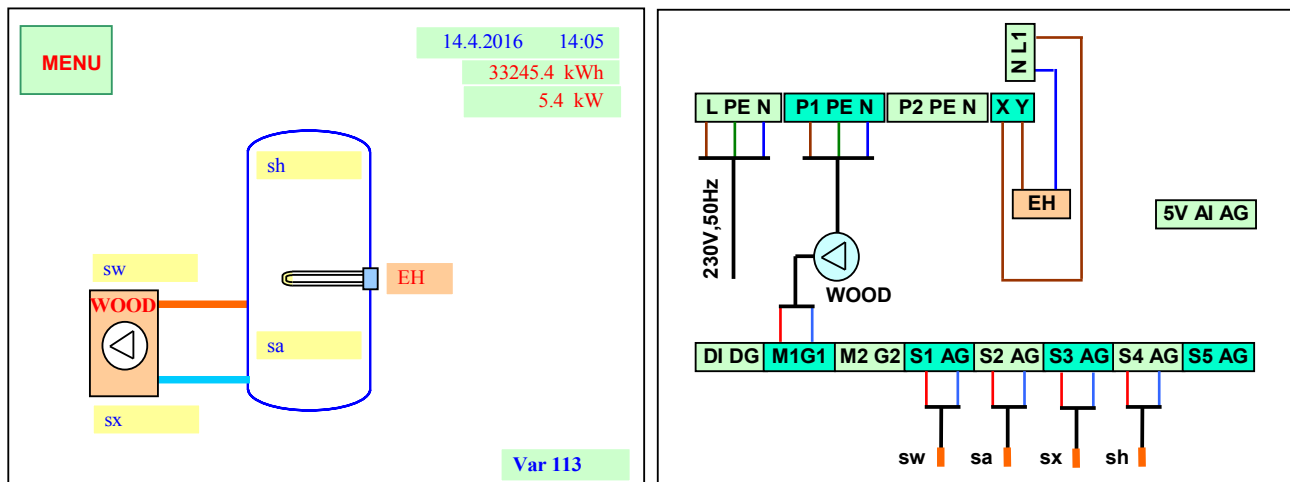 MENU
14.4.2016 14:05
33245.4 kWh
5.4 kW
sh
sw
EH
WOOD
sa
sx
Var 113
N L1
L PE N P1 PE N P2 PE N X Y
EH
5V AI AG
230V,50Hz
WOOD
DI DG M1G1 M2 G2 S1 AG S2 AG S3 AG S4 AG S5 AG
sw sa sx sh